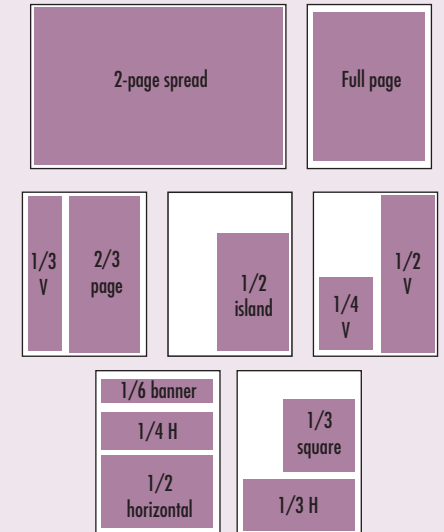 2-page spread
Full page
1/3
V
2/3
page
1/2
island
1/4
V
1/2
V
1/6 banner
1/4 H
1/2
horizontal
1/3
square
1/3 H